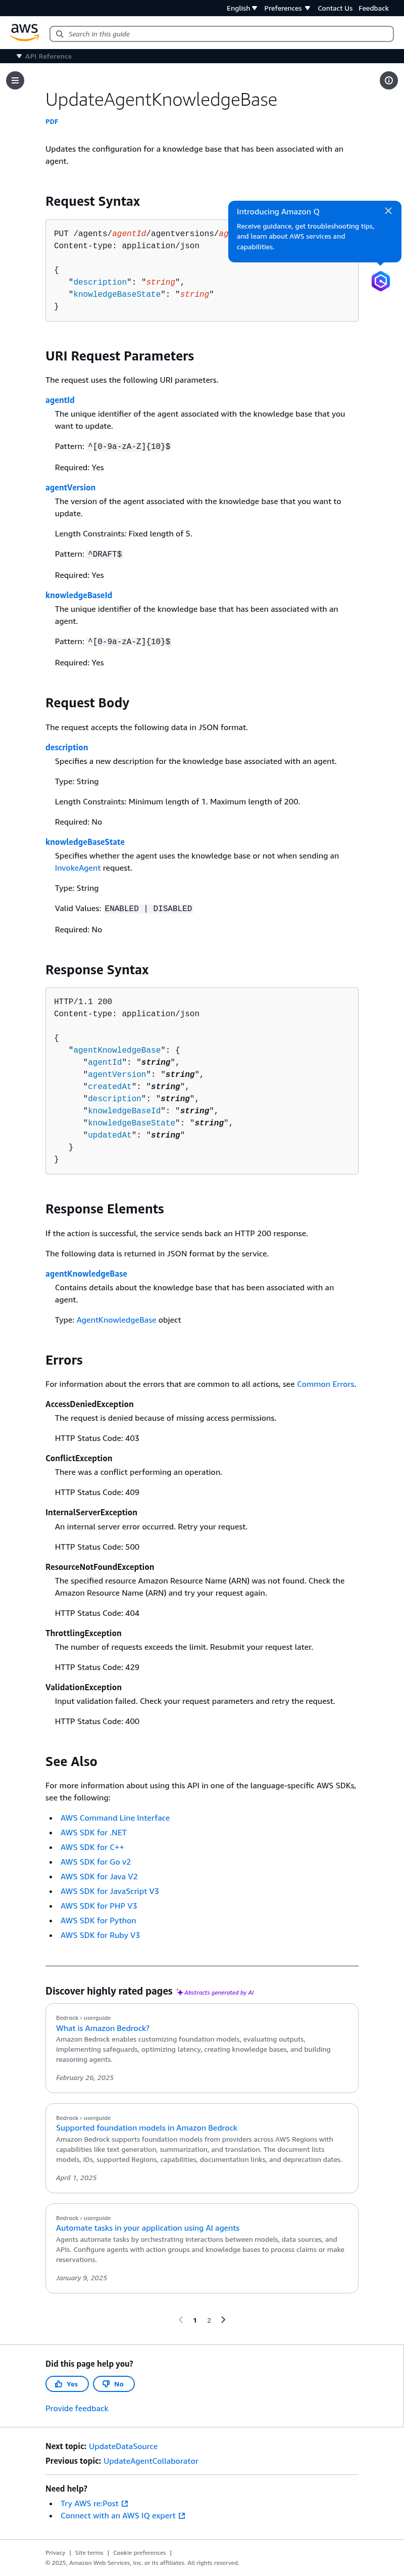 English Preferences Contact Us Feedback
aws
Search in this guide
API Reference
UpdateAgentKnowledgeBase
PDF
Updates the configuration for a knowledge base that has been associated with an
agent.
Request Syntax
PUT /agents/agentId/agentversions/ag
Content-type: application/json
{
"description": "string",
"knowledgeBaseState": "string"
}
Introducing Amazon Q
Receive guidance, get troubleshooting tips,
and learn about AWS services and
capabilities.
URI Request Parameters
The request uses the following URI parameters.
agentId
The unique identifier of the agent associated with the knowledge base that you
want to update.
Pattern: ^[0-9a-zA-Z]{10}$
Required: Yes
agentVersion
The version of the agent associated with the knowledge base that you want to
update.
Length Constraints: Fixed length of 5.
Pattern: ^DRAFT$
Required: Yes
knowledgeBaseId
The unique identifier of the knowledge base that has been associated with an
agent.
Pattern: ^[0-9a-zA-Z]{10}$
Required: Yes
Request Body
The request accepts the following data in JSON format.
description
Specifies a new description for the knowledge base associated with an agent.
Type: String
Length Constraints: Minimum length of 1. Maximum length of 200.
Required: No
knowledgeBaseState
Specifies whether the agent uses the knowledge base or not when sending an
InvokeAgent request.
Type: String
Valid Values: ENABLED | DISABLED
Required: No
Response Syntax
HTTP/1.1 200
Content-type: application/json
{
"agentKnowledgeBase": {
"agentId": "string",
"agentVersion": "string",
"createdAt": "string",
"description": "string",
"knowledgeBaseId": "string",
"knowledgeBaseState": "string",
"updatedAt": "string"
}
}
Response Elements
If the action is successful, the service sends back an HTTP 200 response.
The following data is returned in JSON format by the service.
agentKnowledgeBase
Contains details about the knowledge base that has been associated with an
agent.
Type: AgentKnowledgeBase object
Errors
For information about the errors that are common to all actions, see Common Errors.
AccessDeniedException
The request is denied because of missing access permissions.
HTTP Status Code: 403
ConflictException
There was a conflict performing an operation.
HTTP Status Code: 409
InternalServerException
An internal server error occurred. Retry your request.
HTTP Status Code: 500
ResourceNotFoundException
The specified resource Amazon Resource Name (ARN) was not found. Check the
Amazon Resource Name (ARN) and try your request again.
HTTP Status Code: 404
ThrottlingException
The number of requests exceeds the limit. Resubmit your request later.
HTTP Status Code: 429
ValidationException
Input validation failed. Check your request parameters and retry the request.
HTTP Status Code: 400
See Also
For more information about using this API in one of the language-specific AWS SDKs,
see the following:
• AWS Command Line Interface
• AWS SDK for .NET
• AWS SDK for C++
• AWS SDK for Go v2
• AWS SDK for Java V2
• AWS SDK for JavaScript V3
• AWS SDK for PHP V3
• AWS SDK for Python
• AWS SDK for Ruby V3
Discover highly rated pages Abstracts generated by AI
Bedrock › userguide
What is Amazon Bedrock?
Amazon Bedrock enables customizing foundation models, evaluating outputs,
implementing safeguards, optimizing latency, creating knowledge bases, and building
reasoning agents.
February 26, 2025
Bedrock › userguide
Supported foundation models in Amazon Bedrock
Amazon Bedrock supports foundation models from providers across AWS Regions with
capabilities like text generation, summarization, and translation. The document lists
models, IDs, supported Regions, capabilities, documentation links, and deprecation dates.
April 1, 2025
Bedrock › userguide
Automate tasks in your application using AI agents
Agents automate tasks by orchestrating interactions between models, data sources, and
APIs. Configure agents with action groups and knowledge bases to process claims or make
reservations.
January 9, 2025
1 2
Did this page help you?
Yes No
Provide feedback
Next topic: UpdateDataSource
Previous topic: UpdateAgentCollaborator
Need help?
• Try AWS re:Post
• Connect with an AWS IQ expert
Privacy | Site terms | Cookie preferences |
© 2025, Amazon Web Services, Inc. or its affiliates. All rights reserved.